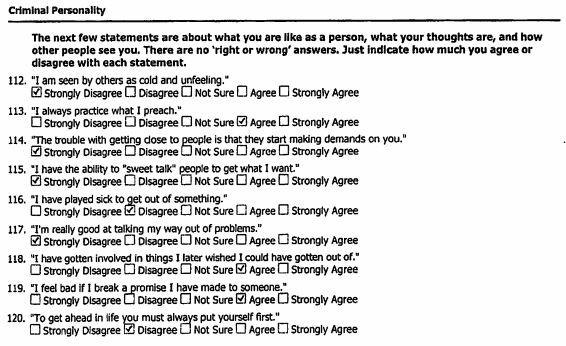 Criminal Personality
The next few statements are about what you are like as a person, what your thoughts are, and how
other people see you. There are no 'right or wrong' answers. Just indicate how much you agree or
disagree with each statement.
112. "I am seen by others as cold and unfeeling."
☑ Strongly Disagree ☐ Disagree ☐ Not Sure ☐ Agree ☐ Strongly Agree
113. "I always practice what I preach."
☐ Strongly Disagree ☐ Disagree ☐ Not Sure ☑ Agree ☐ Strongly Agree
114. "The trouble with getting close to people is that they start making demands on you."
☑ Strongly Disagree ☐ Disagree ☐ Not Sure ☐ Agree ☐ Strongly Agree
115. "I have the ability to "sweet talk" people to get what I want."
☑ Strongly Disagree ☐ Disagree ☐ Not Sure ☐ Agree ☐ Strongly Agree
116. "I have played sick to get out of something."
☐ Strongly Disagree ☑ Disagree ☐ Not Sure ☐ Agree ☐ Strongly Agree
117. "I'm really good at talking my way out of problems."
☑ Strongly Disagree ☐ Disagree ☐ Not Sure ☐ Agree ☐ Strongly Agree
118. "I have gotten involved in things I later wished I could have gotten out of."
☐ Strongly Disagree ☐ Disagree ☐ Not Sure ☑ Agree ☐ Strongly Agree
119. "I feel bad if I break a promise I have made to someone."
☐ Strongly Disagree ☐ Disagree ☐ Not Sure ☑ Agree ☐ Strongly Agree
120. "To get ahead in life you must always put yourself first."
☐ Strongly Disagree ☑ Disagree ☐ Not Sure ☐ Agree ☐ Strongly Agree